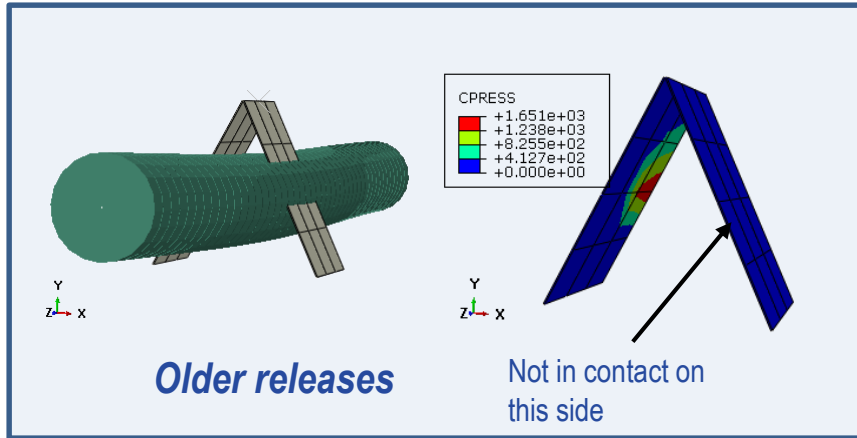 CPRESS
+1.651e+03
+1.238e+03
+8.255e+02
+4.127e+02
+0.000e+00
Y
Z X
Y
Z X
Older releases
Not in contact on
this side